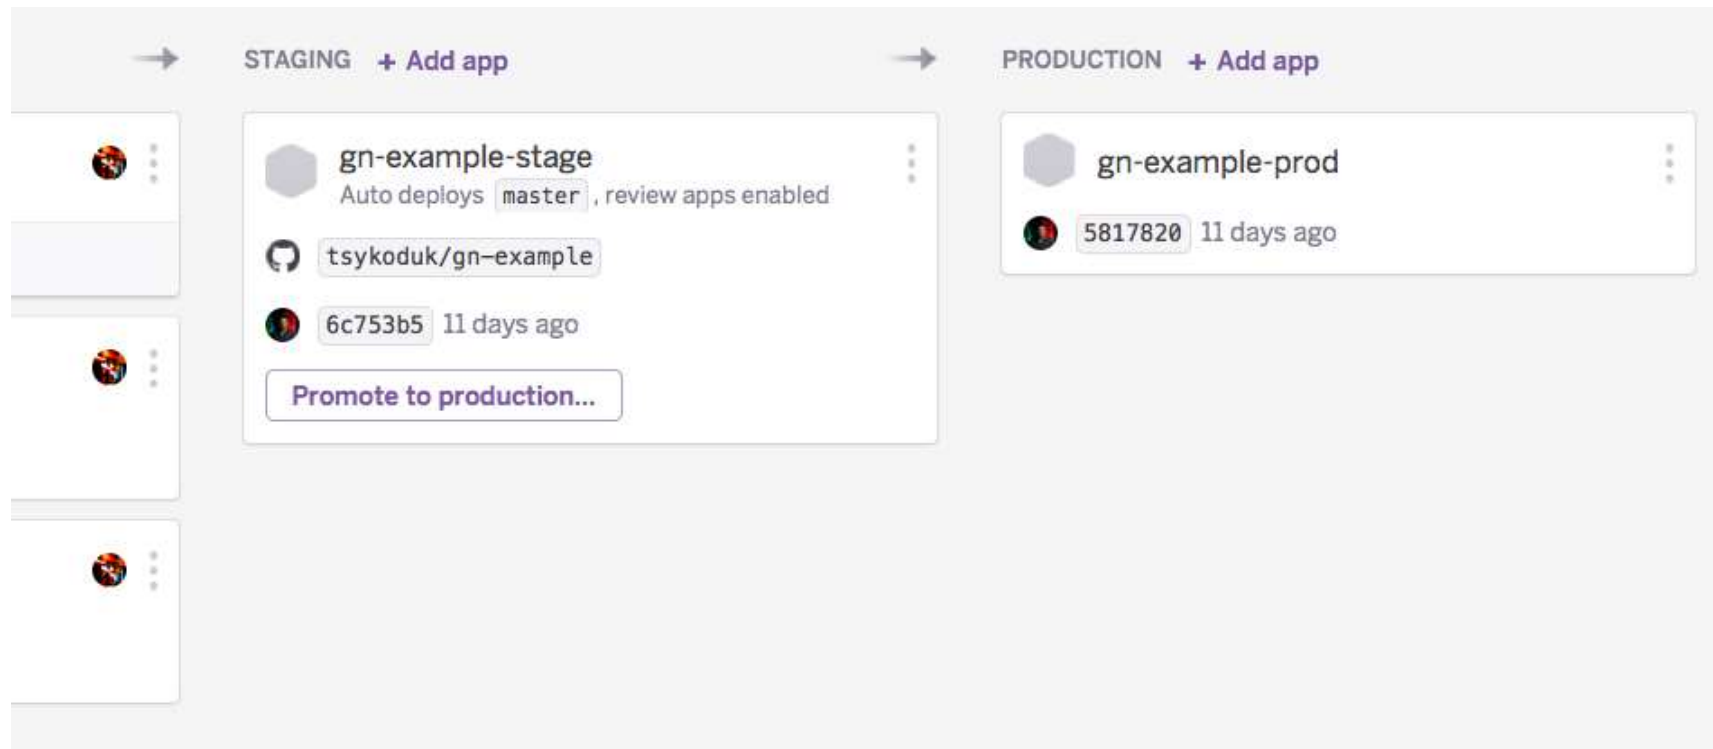 STAGING + Add app
gn-example-stage
Auto deploys master , review apps enabled
tsykoduk/gn-example
6c753b5 11 days ago
Promote to production...
PRODUCTION + Add app
gn-example-prod
5817820 11 days ago